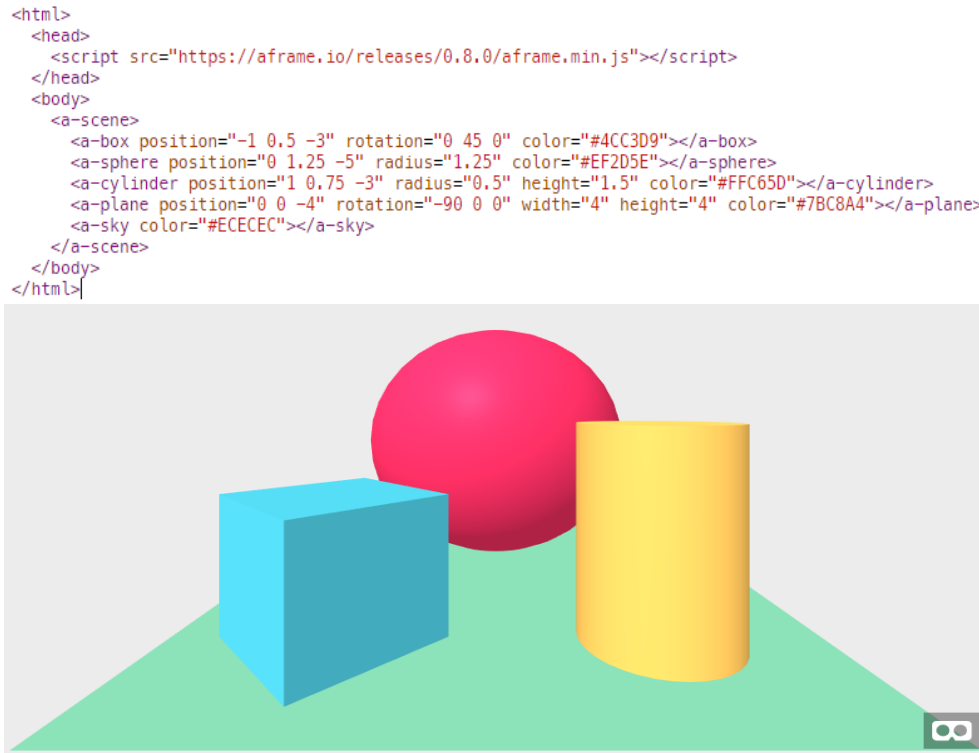 <html>
<head>
<script src="https://aframe.io/releases/0.8.0/aframe.min.js"></script>
</head>
<body>
<a-scene>
<a-box position="-1 0.5 -3" rotation="0 45 0" color="#4CC3D9"></a-box>
<a-sphere position="0 1.25 -5" radius="1.25" color="#EF2D5E"></a-sphere>
<a-cylinder position="1 0.75 -3" radius="0.5" height="1.5" color="#FFC65D"></a-cylinder>
<a-plane position="0 0 -4" rotation="-90 0 0" width="4" height="4" color="#7BC8A4"></a-plane>
<a-sky color="#ECECEC"></a-sky>
</a-scene>
</body>
</html>